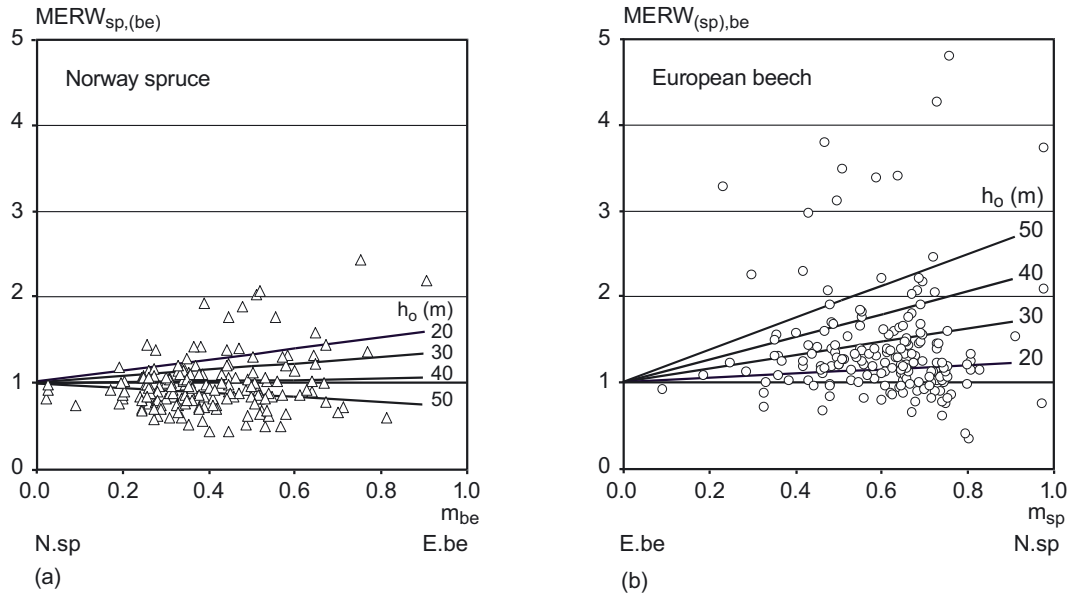 MERWsp,(be)
5
4
3
2
1
0
Norway spruce
ho (m)
20
30
40
50
0.0 0.2 0.4 0.6 0.8 1.0
mbe
N.sp E.be
(a)
MERW(sp),be
5
4
3
2
1
0
European beech
ho (m)
50
40
30
20
0.0 0.2 0.4 0.6 0.8 1.0
msp
E.be N.sp
(b)